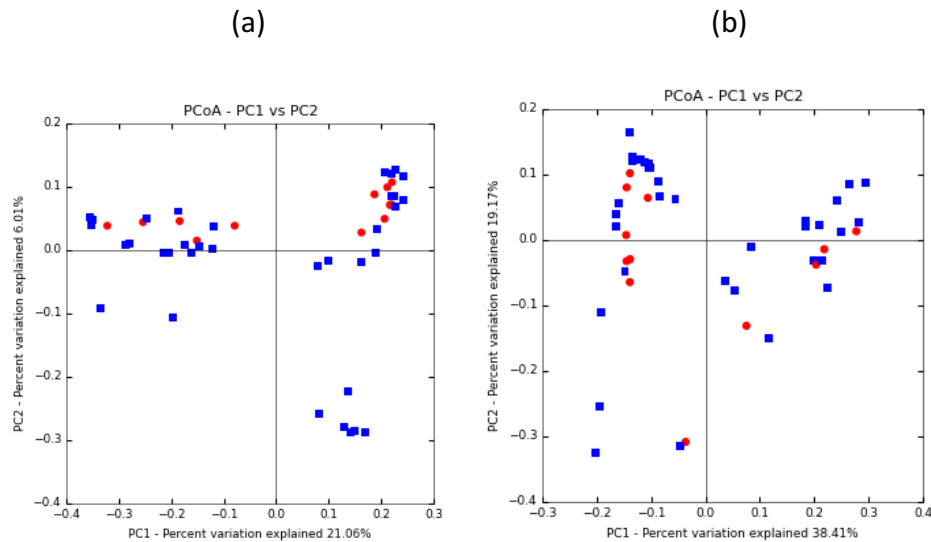 (a)
(b)
PCoA - PC1 vs PC2
0.2
0.1
0.0
−0.1
−0.2
−0.3
−0.4
−0.4 −0.3 −0.2 −0.1 0.0 0.1 0.2 0.3
PC1 - Percent variation explained 21.06%
PC2 - Percent variation explained 6.01%
PCoA - PC1 vs PC2
0.2
0.1
0.0
−0.1
−0.2
−0.3
−0.4
−0.3 −0.2 −0.1 0.0 0.1 0.2 0.3 0.4
PC1 - Percent variation explained 38.41%
PC2 - Percent variation explained 19.17%